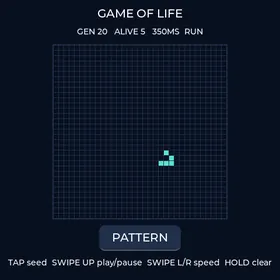 GAME OF LIFE
GEN 20 ALIVE 5 350MS RUN
PATTERN
TAP seed SWIPE UP play/pause SWIPE L/R speed HOLD clear